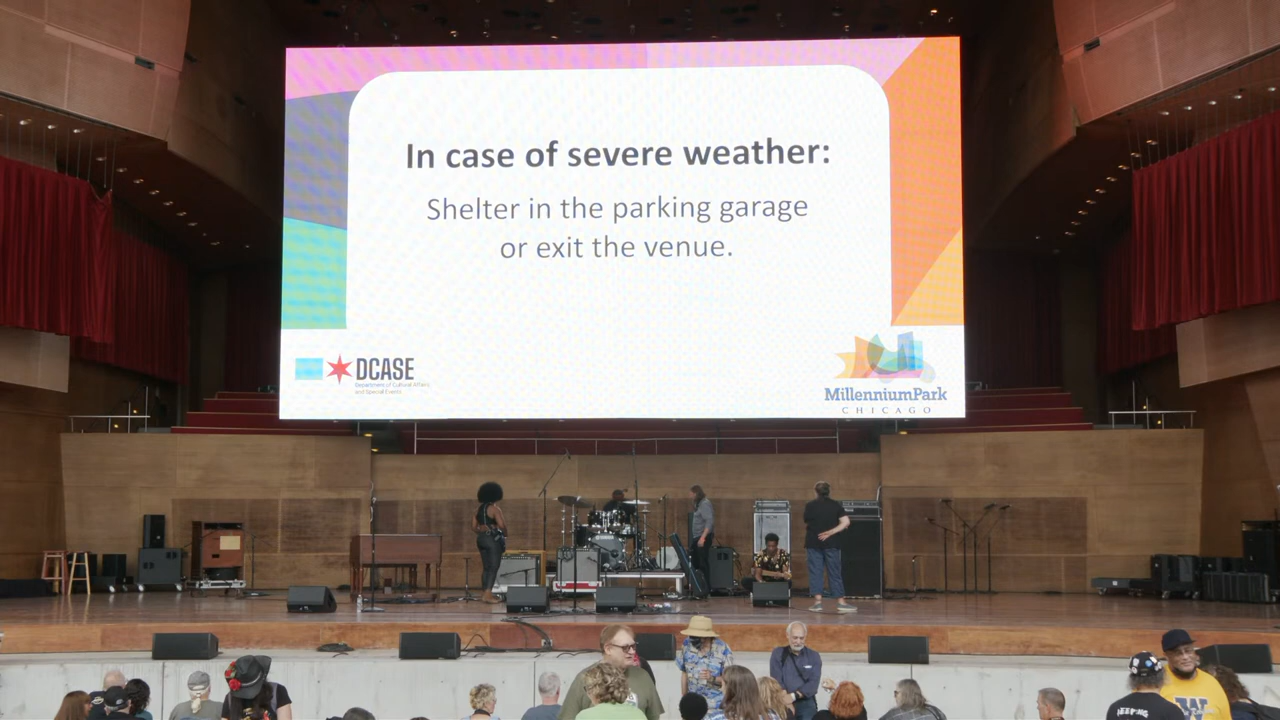 In case of severe weather:
Shelter in the parking garage
or exit the venue.
DCASE
Department of Cultural Affairs
and Special Events
MillenniumPark
CHICAGO
KEEPING
W